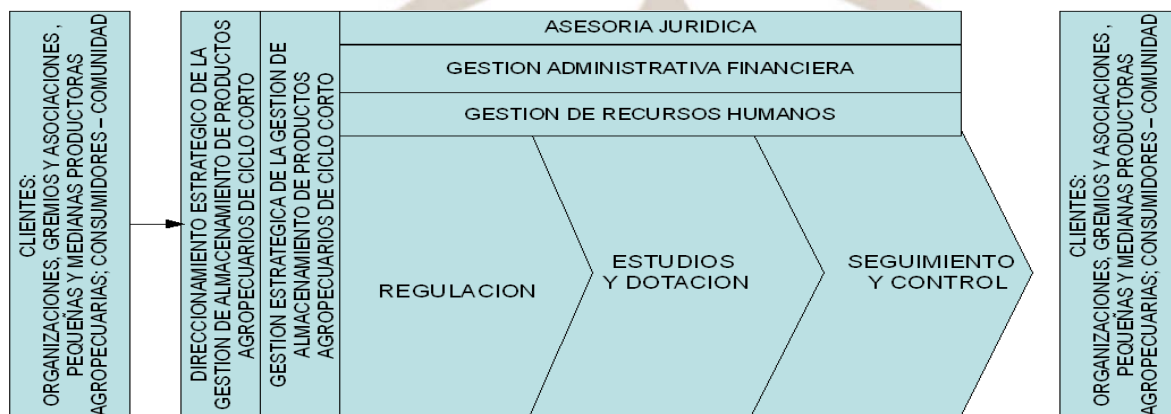 CLIENTES:
ORGANIZACIONES, GREMIOS Y ASOCIACIONES ,
PEQUEÑAS Y MEDIANAS PRODUCTORAS
AGROPECUARIAS; CONSUMIDORES – COMUNIDAD
DIRECCIONAMIENTO ESTRATEGICO DE LA
GESTION DE ALMACENAMIENTO DE PRODUCTOS
AGROPECUARIOS DE CICLO CORTO
GESTION ESTRATEGICA DE LA GESTION DE
ALMACENAMIENTO DE PRODUCTOS
AGROPECUARIOS DE CICLO CORTO
ASESORIA JURIDICA
GESTION ADMINISTRATIVA FINANCIERA
GESTION DE RECURSOS HUMANOS
REGULACION
ESTUDIOS
Y DOTACION
SEGUIMIENTO
Y CONTROL
CLIENTES:
ORGANIZACIONES, GREMIOS Y ASOCIACIONES ,
PEQUEÑAS Y MEDIANAS PRODUCTORAS
AGROPECUARIAS; CONSUMIDORES – COMUNIDAD